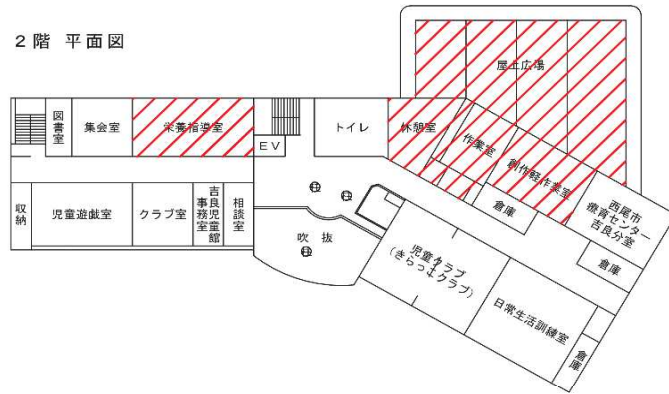 2階 平面図
屋上広場
図書室
集会室
栄養指導室
EV
トイレ
休憩室
作業室
創作軽作業室
倉庫
西尾市
療育センター
吉良分室
倉庫
収納
児童遊戯室
クラブ室
吉良児童館
事務室
相談室
吹抜
児童クラブ
(きらっ子クラブ)
日常生活訓練室
倉庫